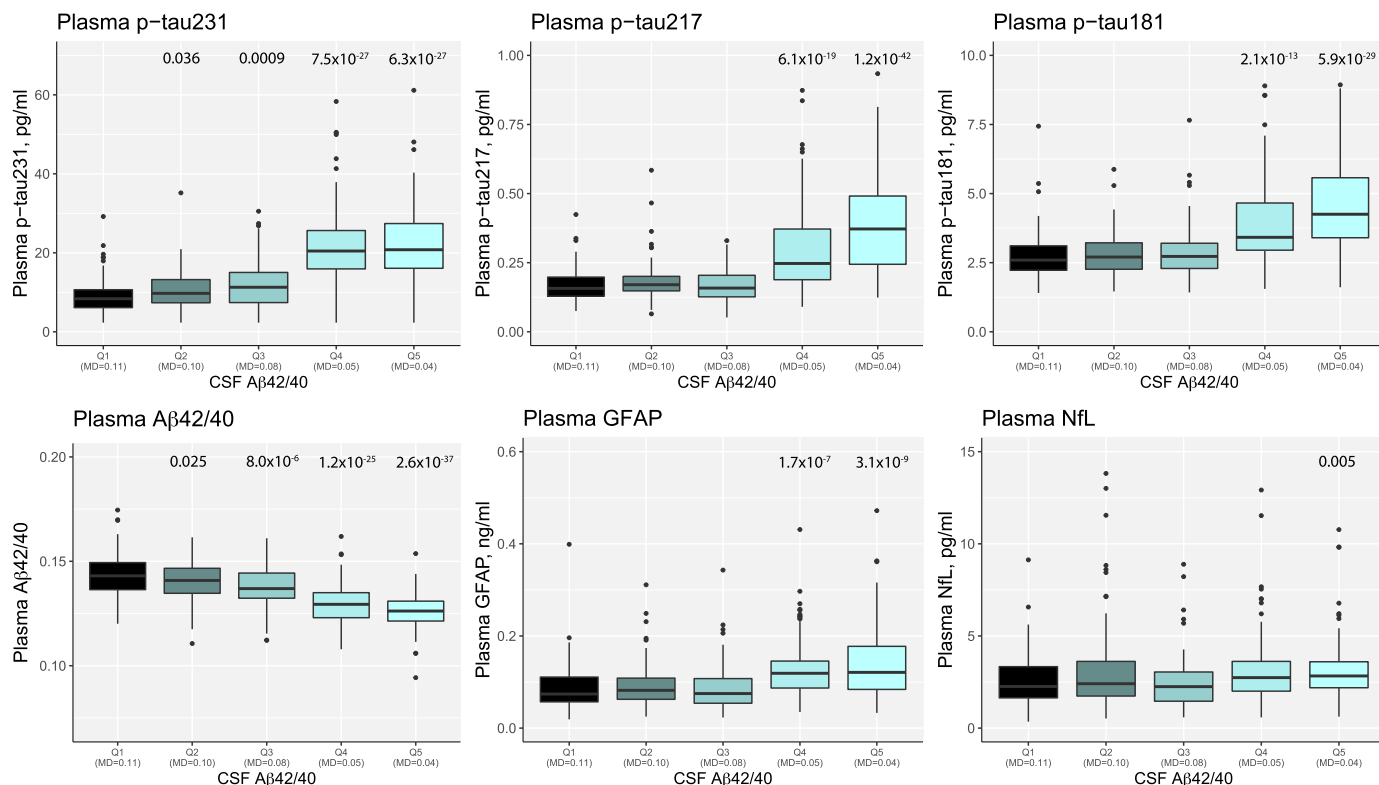 Plasma p−tau231
Plasma p-tau231, pg/ml
60
40
20
0
0.036 0.0009 7.5x10⁻²⁷ 6.3x10⁻²⁷
Q1 Q2 Q3 Q4 Q5
(MD=0.11) (MD=0.10) (MD=0.08) (MD=0.05) (MD=0.04)
CSF Aβ42/40
Plasma p−tau217
Plasma p-tau217, pg/ml
1.00
0.75
0.50
0.25
0.00
6.1x10⁻¹⁹ 1.2x10⁻⁴²
Q1 Q2 Q3 Q4 Q5
(MD=0.11) (MD=0.10) (MD=0.08) (MD=0.05) (MD=0.04)
CSF Aβ42/40
Plasma p−tau181
Plasma p-tau181, pg/ml
10.0
7.5
5.0
2.5
0.0
2.1x10⁻¹³ 5.9x10⁻²⁹
Q1 Q2 Q3 Q4 Q5
(MD=0.11) (MD=0.10) (MD=0.08) (MD=0.05) (MD=0.04)
CSF Aβ42/40
Plasma Aβ42/40
Plasma Aβ42/40
0.20
0.15
0.10
0.025 8.0x10⁻⁶ 1.2x10⁻²⁵ 2.6x10⁻³⁷
Q1 Q2 Q3 Q4 Q5
(MD=0.11) (MD=0.10) (MD=0.08) (MD=0.05) (MD=0.04)
CSF Aβ42/40
Plasma GFAP
Plasma GFAP, ng/ml
0.6
0.4
0.2
0.0
1.7x10⁻⁷ 3.1x10⁻⁹
Q1 Q2 Q3 Q4 Q5
(MD=0.11) (MD=0.10) (MD=0.08) (MD=0.05) (MD=0.04)
CSF Aβ42/40
Plasma NfL
Plasma NfL, pg/ml
15
10
5
0
0.005
Q1 Q2 Q3 Q4 Q5
(MD=0.11) (MD=0.10) (MD=0.08) (MD=0.05) (MD=0.04)
CSF Aβ42/40